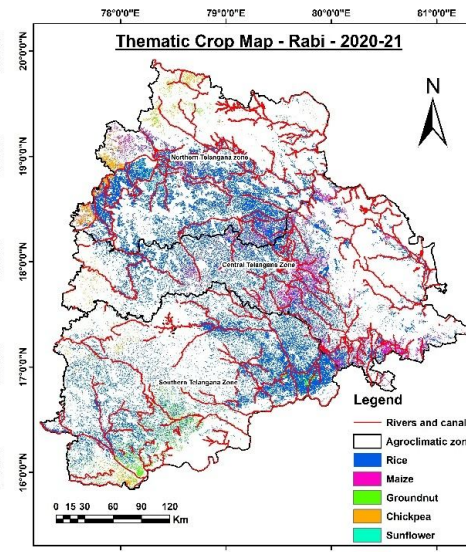 76°0'0"E 79°0'0"E 80°0'0"E 81°0'0"E
Thematic Crop Map - Rabi - 2020-21
N
20°0'0"N
19°0'0"N
18°0'0"N
17°0'0"N
16°0'0"N
Northern Telangana zone
Central Telangana Zone
Southern Telangana Zone
Legend
Rivers and canal
Agroclimatic zon
Rice
Maize
Groundnut
Chickpea
Sunflower
0 15 30 60 90 120
Km